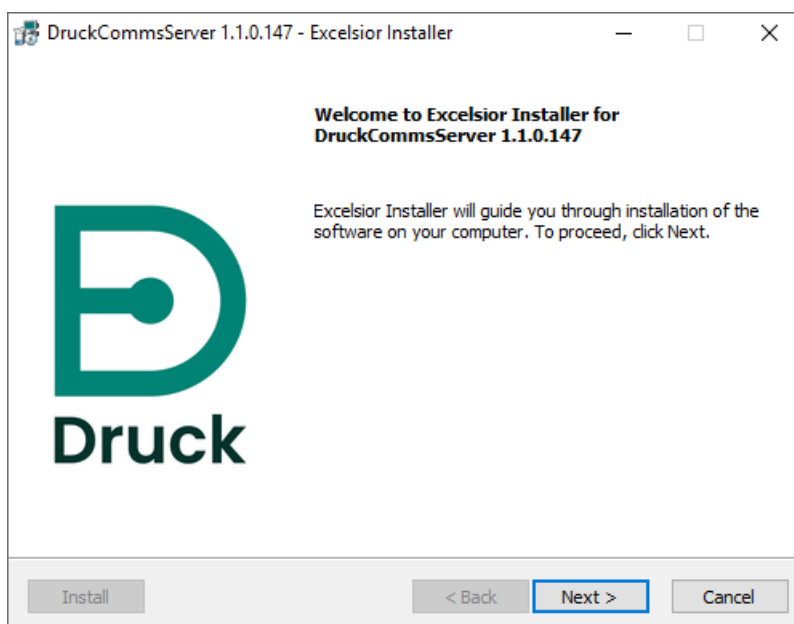 DruckCommsServer 1.1.0.147 - Excelsior Installer
Welcome to Excelsior Installer for
DruckCommsServer 1.1.0.147
Excelsior Installer will guide you through installation of the
software on your computer. To proceed, click Next.
Druck
Install
< Back
Next >
Cancel